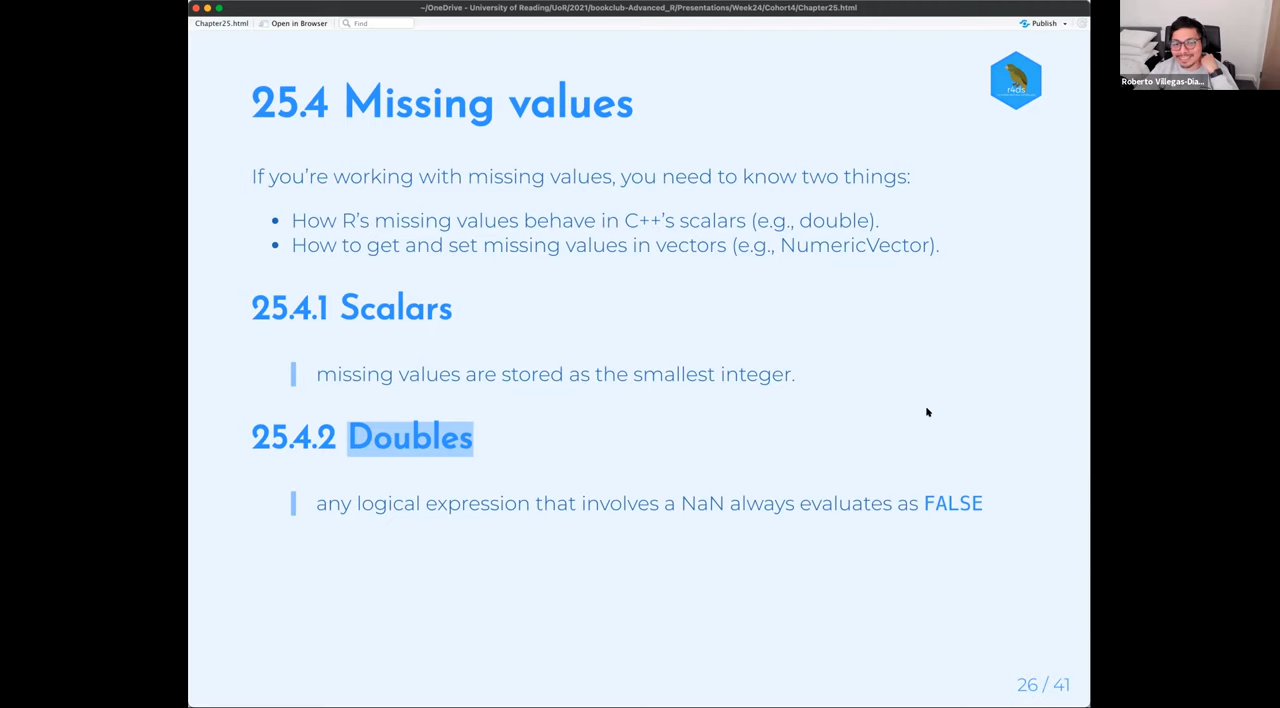 ~/OneDrive - University of Reading/UoR/2021/bookclub-Advanced_R/Presentations/Week24/Cohort4/Chapter25.html
Chapter25.html Open in Browser Find Publish
25.4 Missing values
r4ds
If you're working with missing values, you need to know two things:
• How R's missing values behave in C++'s scalars (e.g., double).
• How to get and set missing values in vectors (e.g., NumericVector).
25.4.1 Scalars
missing values are stored as the smallest integer.
25.4.2 Doubles
any logical expression that involves a NaN always evaluates as FALSE
26 / 41
Roberto Villegas-Dia...